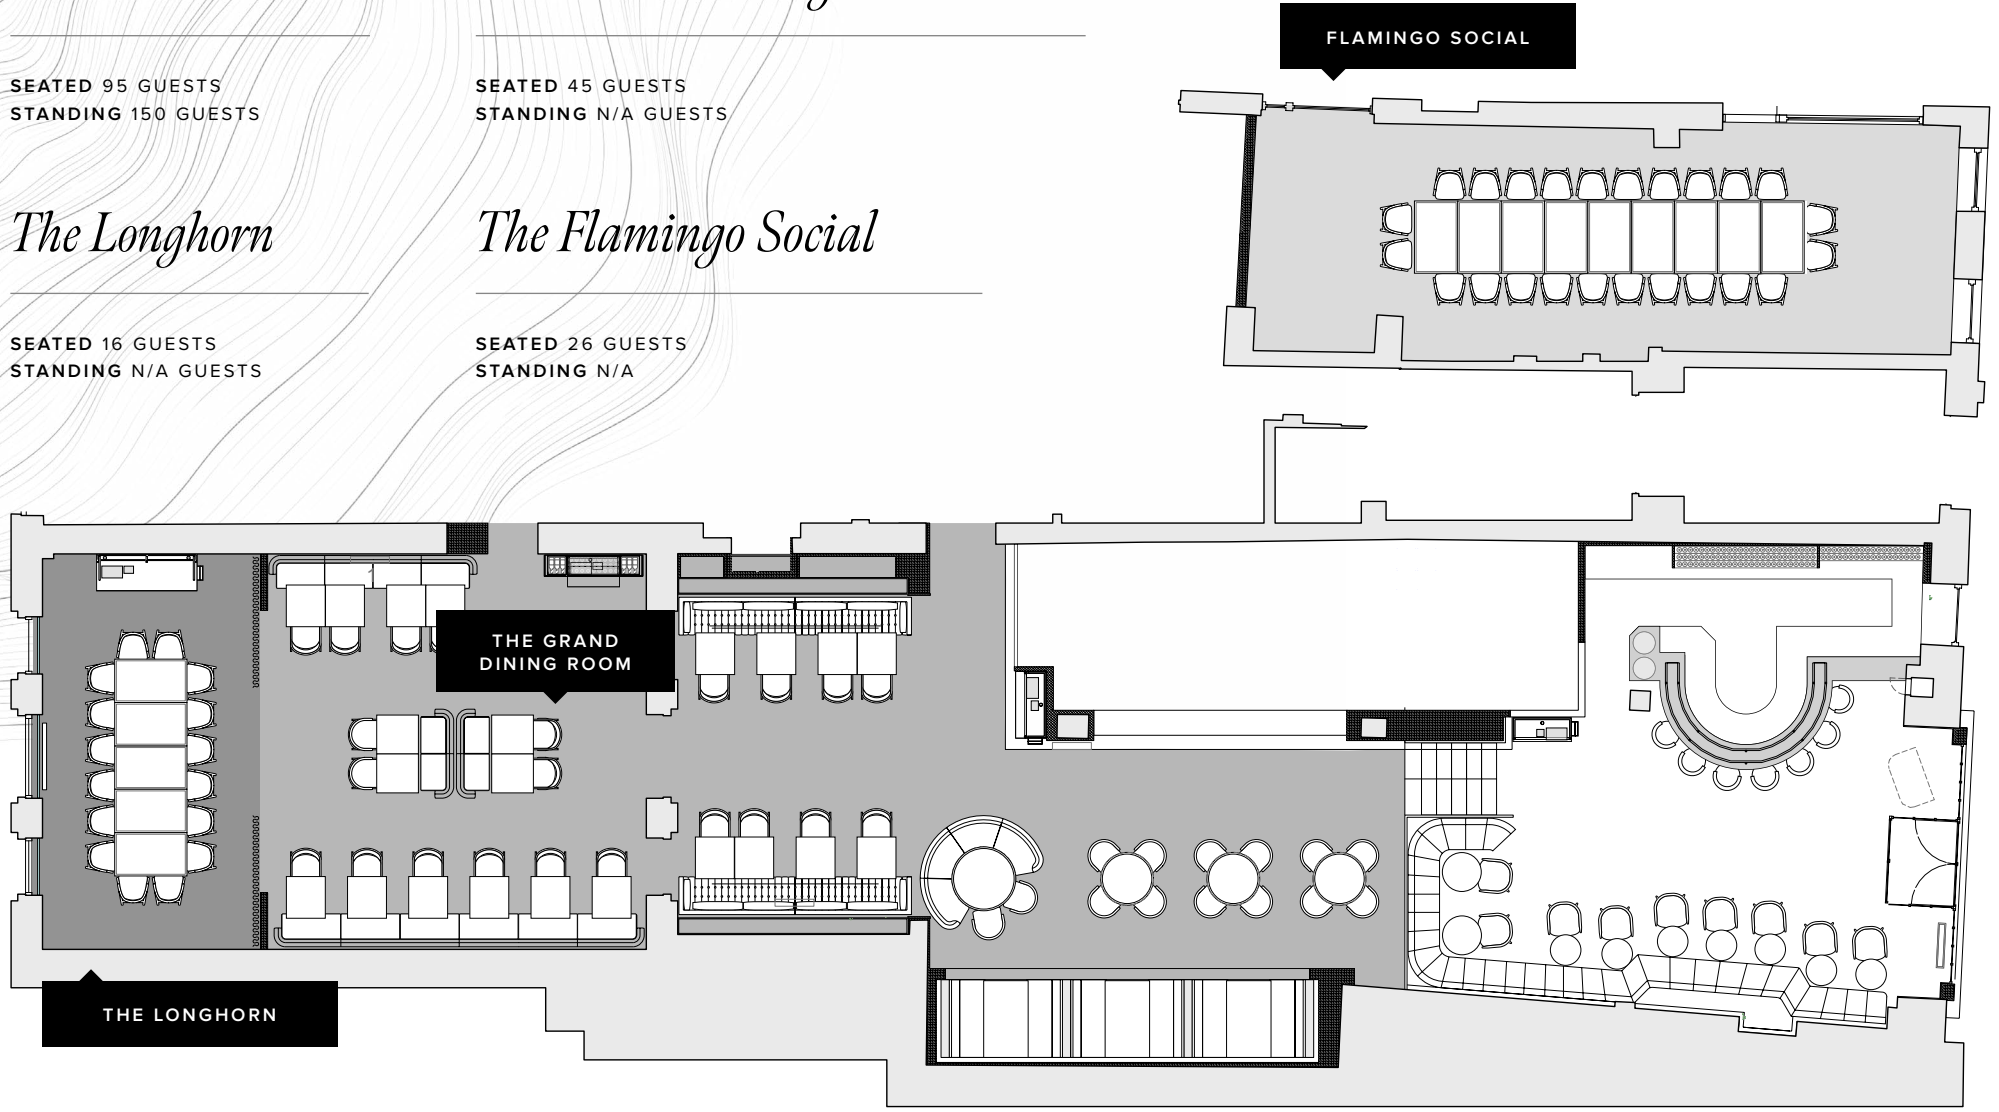 FLAMINGO SOCIAL
SEATED 95 GUESTS
STANDING 150 GUESTS
SEATED 45 GUESTS
STANDING N/A GUESTS
The Longhorn
The Flamingo Social
SEATED 16 GUESTS
STANDING N/A GUESTS
SEATED 26 GUESTS
STANDING N/A
THE GRAND
DINING ROOM
THE LONGHORN